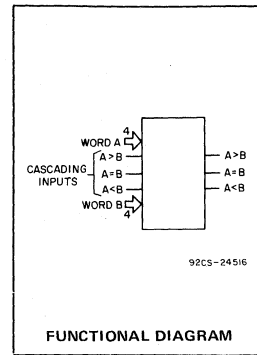 4
WORD A
A>B A>B
CASCADING INPUTS A=B A=B
A<B A<B
WORD B
4
92CS-24516
FUNCTIONAL DIAGRAM